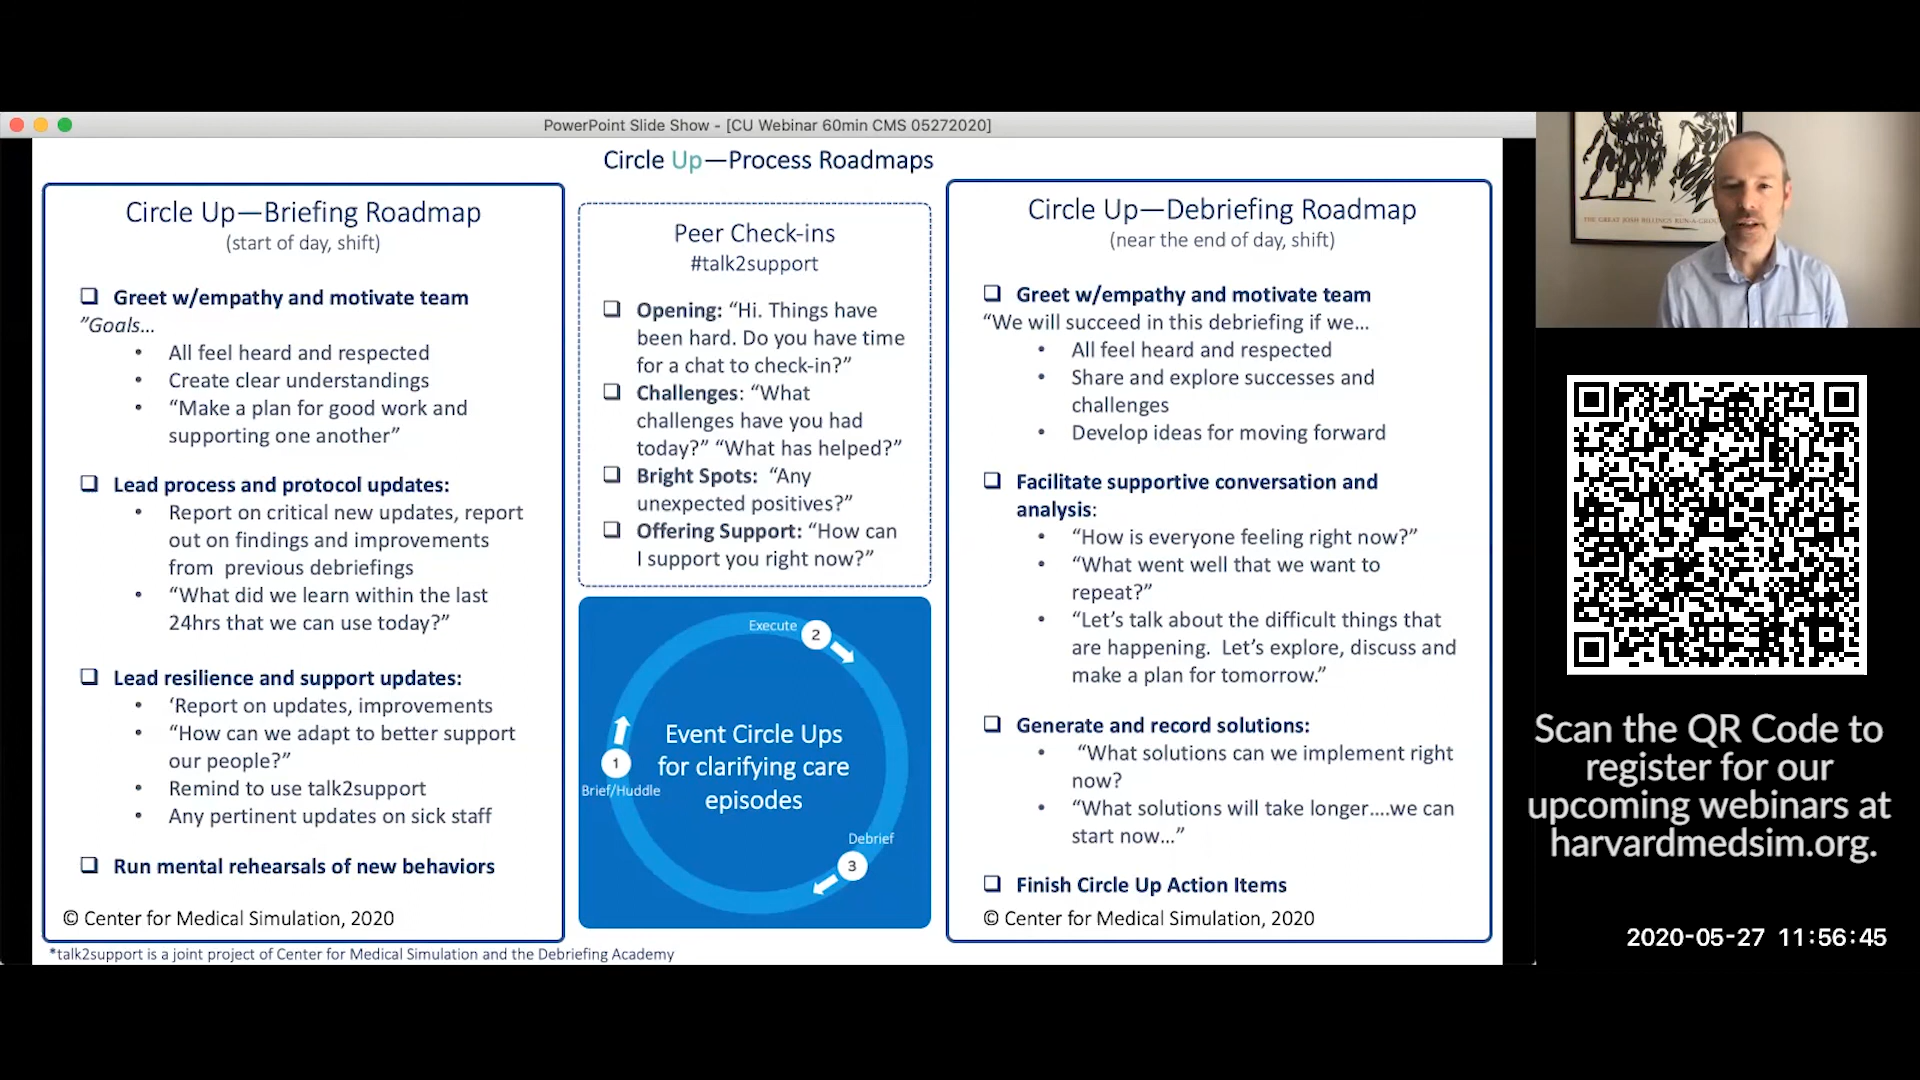 PowerPoint Slide Show - [CU Webinar 60min CMS 05272020]
Circle Up—Process Roadmaps
Circle Up—Briefing Roadmap
(start of day, shift)
❑ Greet w/empathy and motivate team
”Goals...
• All feel heard and respected
• Create clear understandings
• “Make a plan for good work and
supporting one another”
❑ Lead process and protocol updates:
• Report on critical new updates, report
out on findings and improvements
from previous debriefings
• “What did we learn within the last
24hrs that we can use today?”
❑ Lead resilience and support updates:
• ‘Report on updates, improvements
• “How can we adapt to better support
our people?”
• Remind to use talk2support
• Any pertinent updates on sick staff
❑ Run mental rehearsals of new behaviors
© Center for Medical Simulation, 2020
*talk2support is a joint project of Center for Medical Simulation and the Debriefing Academy
Peer Check-ins
#talk2support
❑ Opening: “Hi. Things have
been hard. Do you have time
for a chat to check-in?”
❑ Challenges: “What
challenges have you had
today?” “What has helped?”
❑ Bright Spots: “Any
unexpected positives?”
❑ Offering Support: “How can
I support you right now?”
Execute 2
Event Circle Ups
for clarifying care
episodes
1
Brief/Huddle
Debrief
3
Circle Up—Debriefing Roadmap
(near the end of day, shift)
❑ Greet w/empathy and motivate team
“We will succeed in this debriefing if we...
• All feel heard and respected
• Share and explore successes and
challenges
• Develop ideas for moving forward
❑ Facilitate supportive conversation and
analysis:
• “How is everyone feeling right now?”
• “What went well that we want to
repeat?”
• “Let’s talk about the difficult things that
are happening. Let’s explore, discuss and
make a plan for tomorrow.”
❑ Generate and record solutions:
• “What solutions can we implement right
now?
• “What solutions will take longer....we can
start now...”
❑ Finish Circle Up Action Items
© Center for Medical Simulation, 2020
THE GREAT JOSH BILLINGS RUN-A-GROUND
Scan the QR Code to
register for our
upcoming webinars at
harvardmedsim.org.
2020-05-27 11:56:45